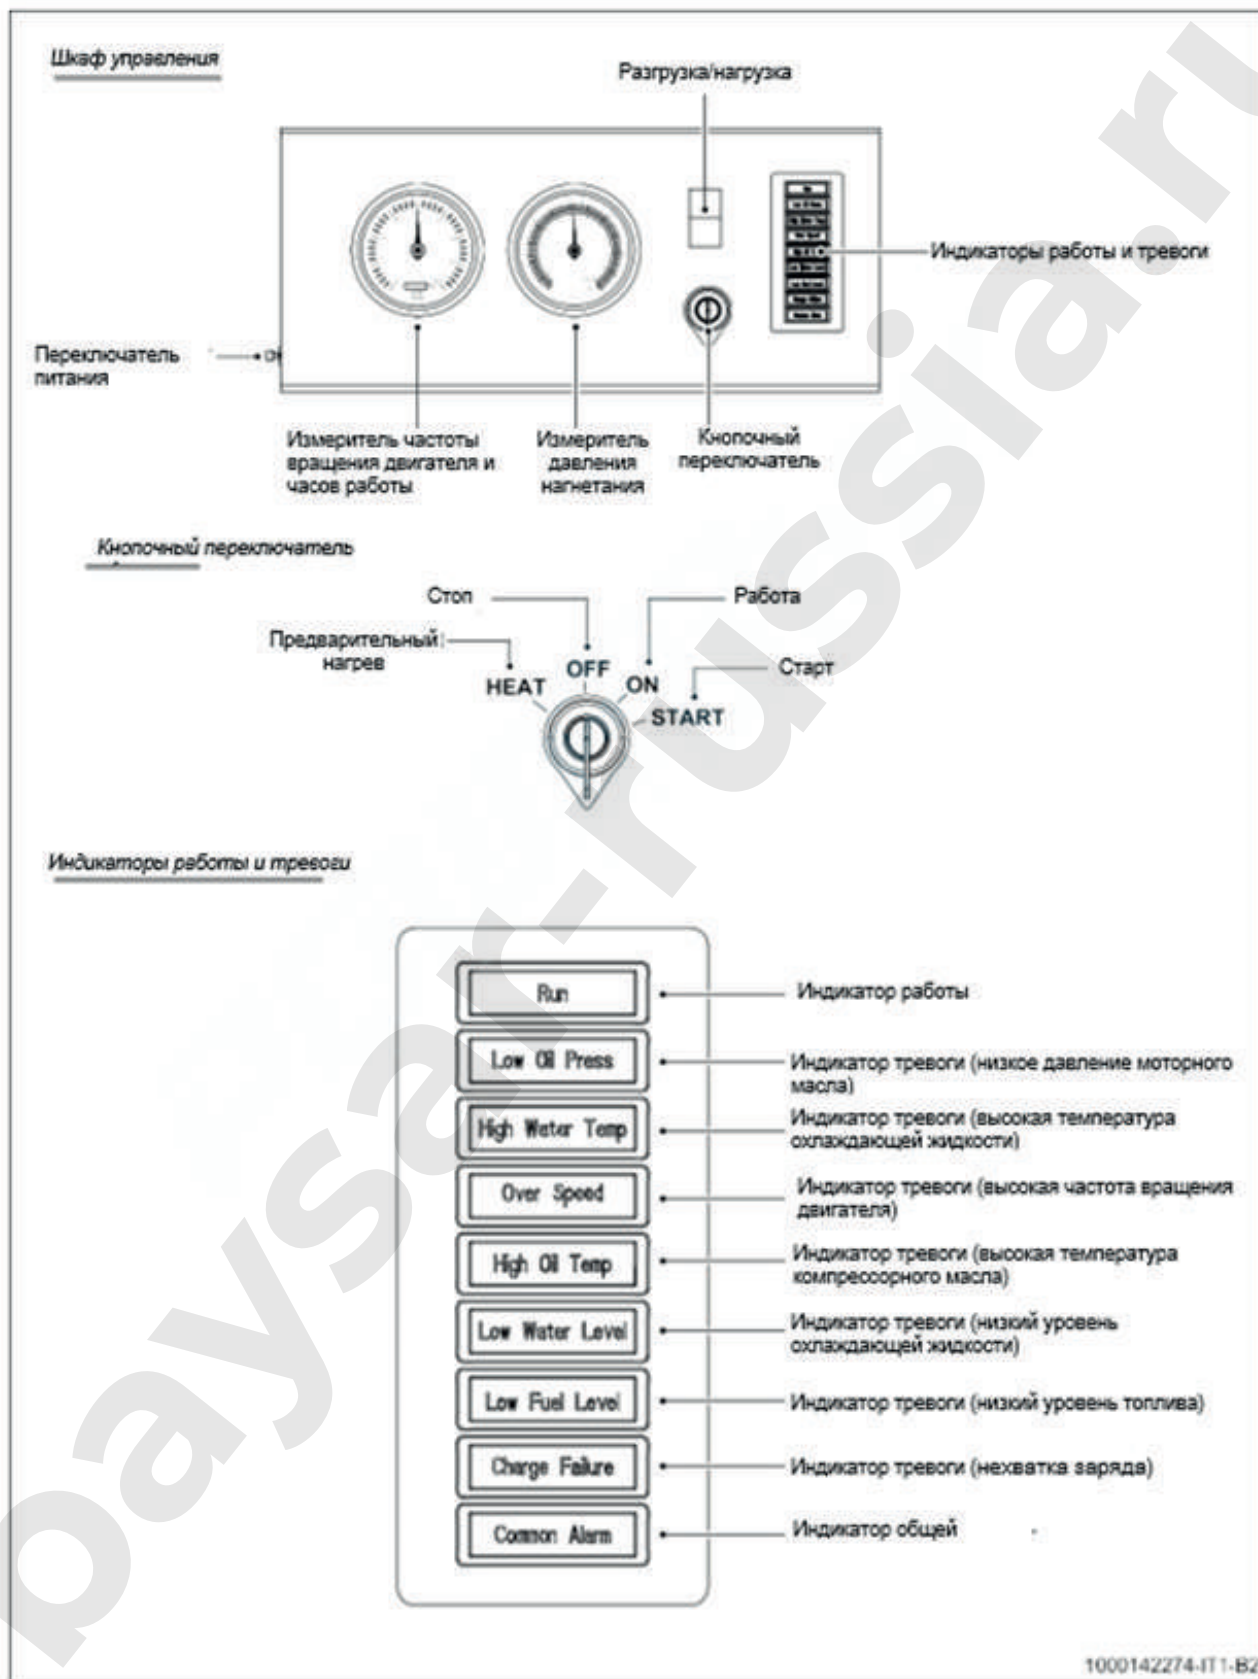 Шкаф управления
Разгрузка/нагрузка
Индикаторы работы и тревоги
Переключатель
питания
Измеритель частоты
вращения двигателя и
часов работы
Измеритель
давления
нагнетания
Кнопочный
переключатель
Кнопочный переключатель
Стоп
Работа
Предварительный
нагрев
Старт
HEAT
OFF
ON
START
Индикаторы работы и тревоги
Run
Индикатор работы
Low Oil Press
Индикатор тревоги (низкое давление моторного
масла)
High Water Temp
Индикатор тревоги (высокая температура
охлаждающей жидкости)
Over Speed
Индикатор тревоги (высокая частота вращения
двигателя)
High Oil Temp
Индикатор тревоги (высокая температура
компрессорного масла)
Low Water Level
Индикатор тревоги (низкий уровень
охлаждающей жидкости)
Low Fuel Level
Индикатор тревоги (низкий уровень топлива)
Charge Failure
Индикатор тревоги (нехватка заряда)
Common Alarm
Индикатор общей
1000142274-IT1-B2
paysar-russia.ru